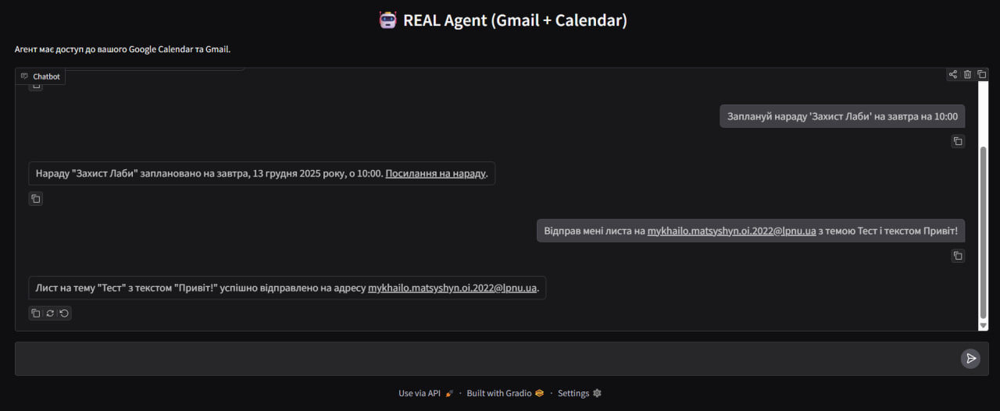 REAL Agent (Gmail + Calendar)
Агент має доступ до вашого Google Calendar та Gmail.
Chatbot
Заплануй нараду 'Захист Лаби' на завтра на 10:00
Нараду "Захист Лаби" заплановано на завтра, 13 грудня 2025 року, о 10:00. Посилання на нараду.
Відправ мені листа на mykhailo.matsyshyn.oi.2022@lpnu.ua з темою Тест і текстом Привіт!
Лист на тему "Тест" з текстом "Привіт!" успішно відправлено на адресу mykhailo.matsyshyn.oi.2022@lpnu.ua.
Use via API · Built with Gradio · Settings